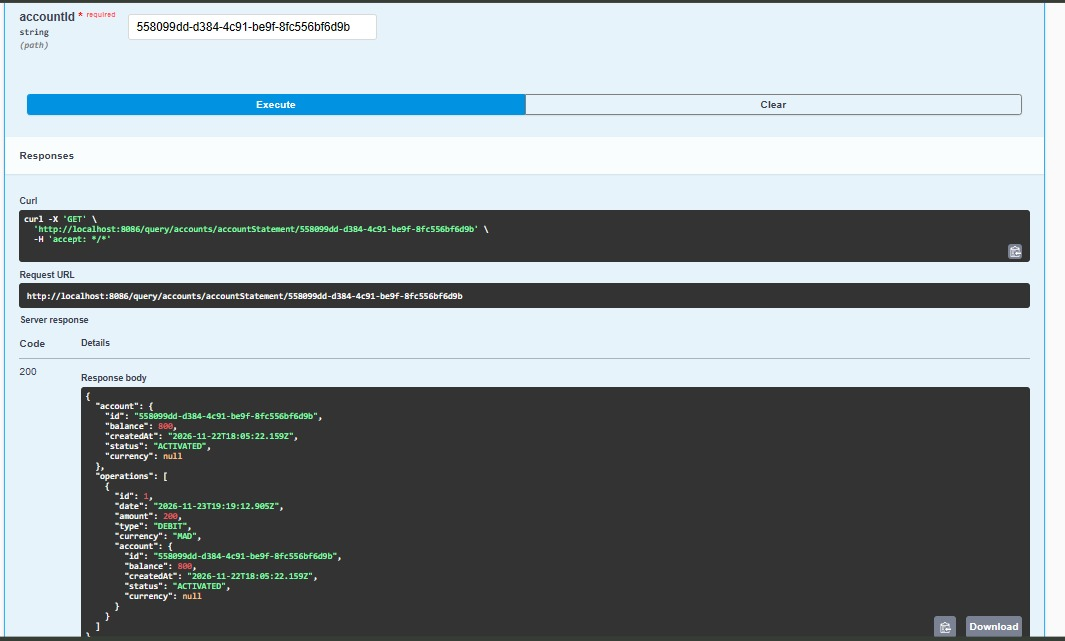 accountId * required
string
(path)
558099dd-d384-4c91-be9f-8fc556bf6d9b
Execute
Clear
Responses
Curl
curl -X 'GET' \
  'http://localhost:8086/query/accounts/accountStatement/558099dd-d384-4c91-be9f-8fc556bf6d9b' \
  -H 'accept: */*'
Request URL
http://localhost:8086/query/accounts/accountStatement/558099dd-d384-4c91-be9f-8fc556bf6d9b
Server response
Code Details
200
Response body
{
  "account": {
    "id": "558099dd-d384-4c91-be9f-8fc556bf6d9b",
    "balance": 800,
    "createdAt": "2026-11-22T18:05:22.159Z",
    "status": "ACTIVATED",
    "currency": null
  },
  "operations": [
    {
      "id": 1,
      "date": "2026-11-23T19:19:12.905Z",
      "amount": 200,
      "type": "DEBIT",
      "currency": "MAD",
      "account": {
        "id": "558099dd-d384-4c91-be9f-8fc556bf6d9b",
        "balance": 800,
        "createdAt": "2026-11-22T18:05:22.159Z",
        "status": "ACTIVATED",
        "currency": null
      }
    }
  ]
}
Download